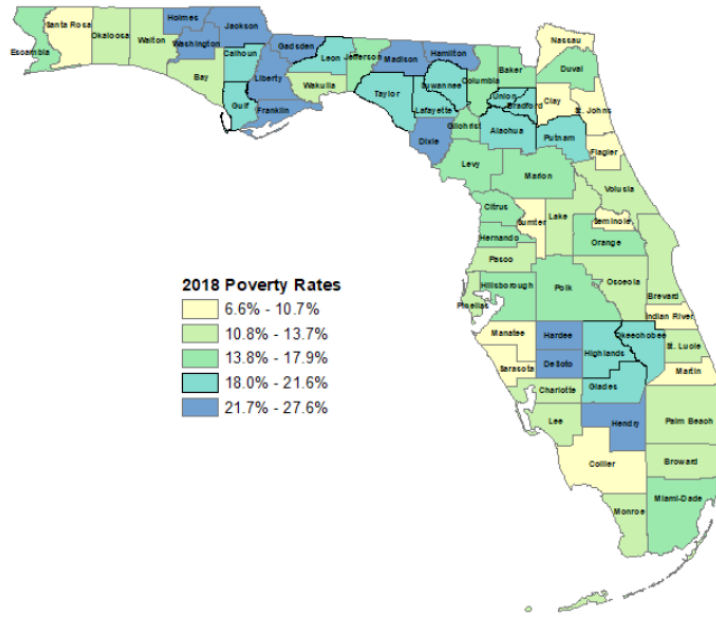 Holmes
Jackson
Nassau
Santa Rosa
Okaloosa
Walton
Washington
Gadsden
Hamilton
Escambia
Calhoun
Leon
Jefferson
Madison
Duval
Baker
Columbia
Bay
Liberty
Wakulla
Suwannee
Taylor
Union
Bradford
Clay
St. Johns
Gulf
Franklin
Lafayette
Gilchrist
Alachua
Putnam
Dixie
Flagler
Levy
Marion
Volusia
Citrus
Sumter
Lake
Seminole
Hernando
Orange
Pasco
2018 Poverty Rates
Hillsborough
Polk
Osceola
Pinellas
Brevard
6.6% - 10.7%
Indian River
10.8% - 13.7%
Manatee
Hardee
Okeechobee
St. Lucie
13.8% - 17.9%
Highlands
Sarasota
DeSoto
Martin
18.0% - 21.6%
Charlotte
Glades
21.7% - 27.6%
Lee
Hendry
Palm Beach
Collier
Broward
Monroe
Miami-Dade